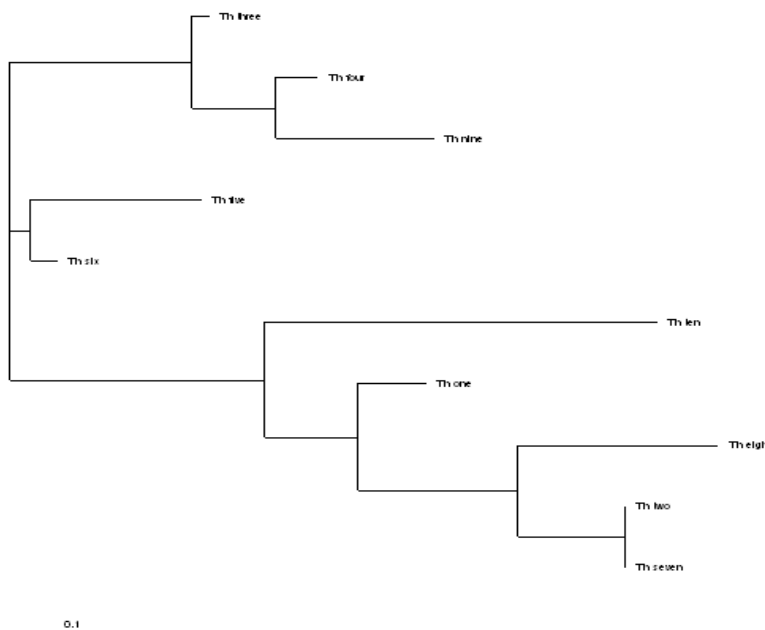 Th three
Th four
Th nine
Th five
Th six
Th ten
Th one
Th eigh
Th two
Th seven
0.1